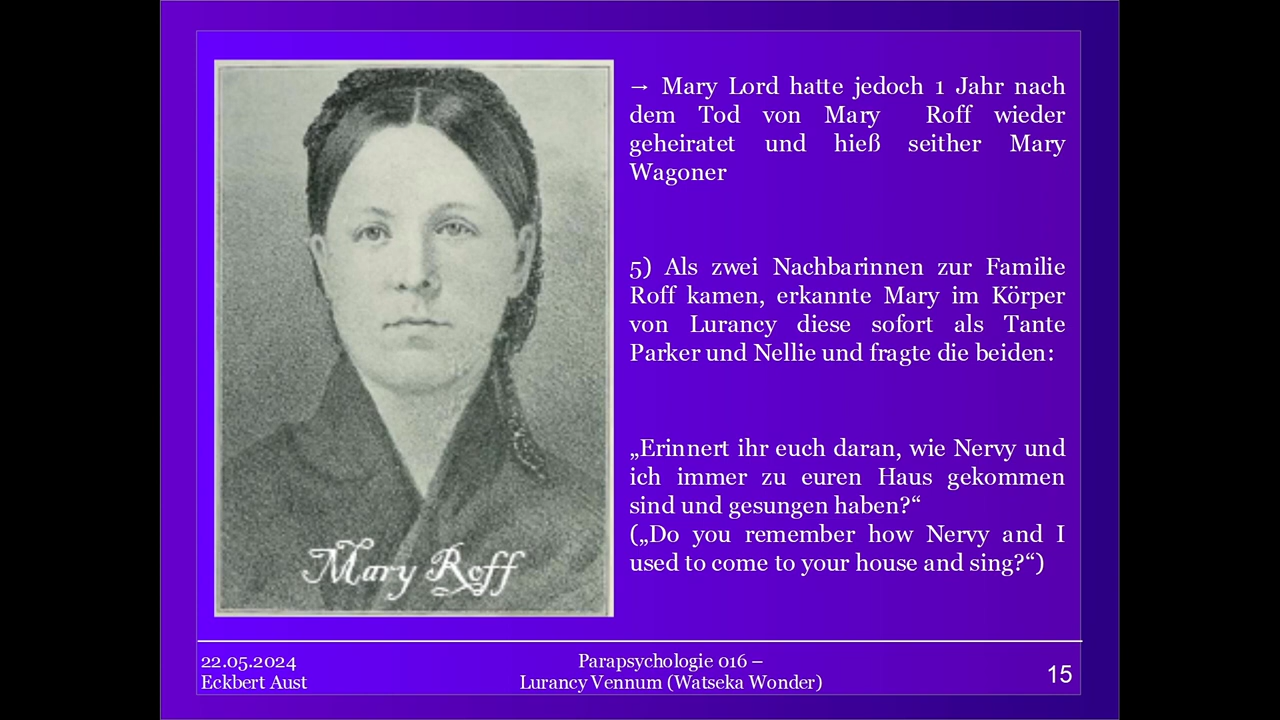 → Mary Lord hatte jedoch 1 Jahr nach
dem Tod von Mary Roff wieder
geheiratet und hieß seither Mary
Wagoner
5) Als zwei Nachbarinnen zur Familie
Roff kamen, erkannte Mary im Körper
von Lurancy diese sofort als Tante
Parker und Nellie und fragte die beiden:
„Erinnert ihr euch daran, wie Nervy und
ich immer zu euren Haus gekommen
sind und gesungen haben?“
(„Do you remember how Nervy and I
used to come to your house and sing?“)
Mary Roff
22.05.2024
Eckbert Aust
Parapsychologie 016 –
Lurancy Vennum (Watseka Wonder)
15